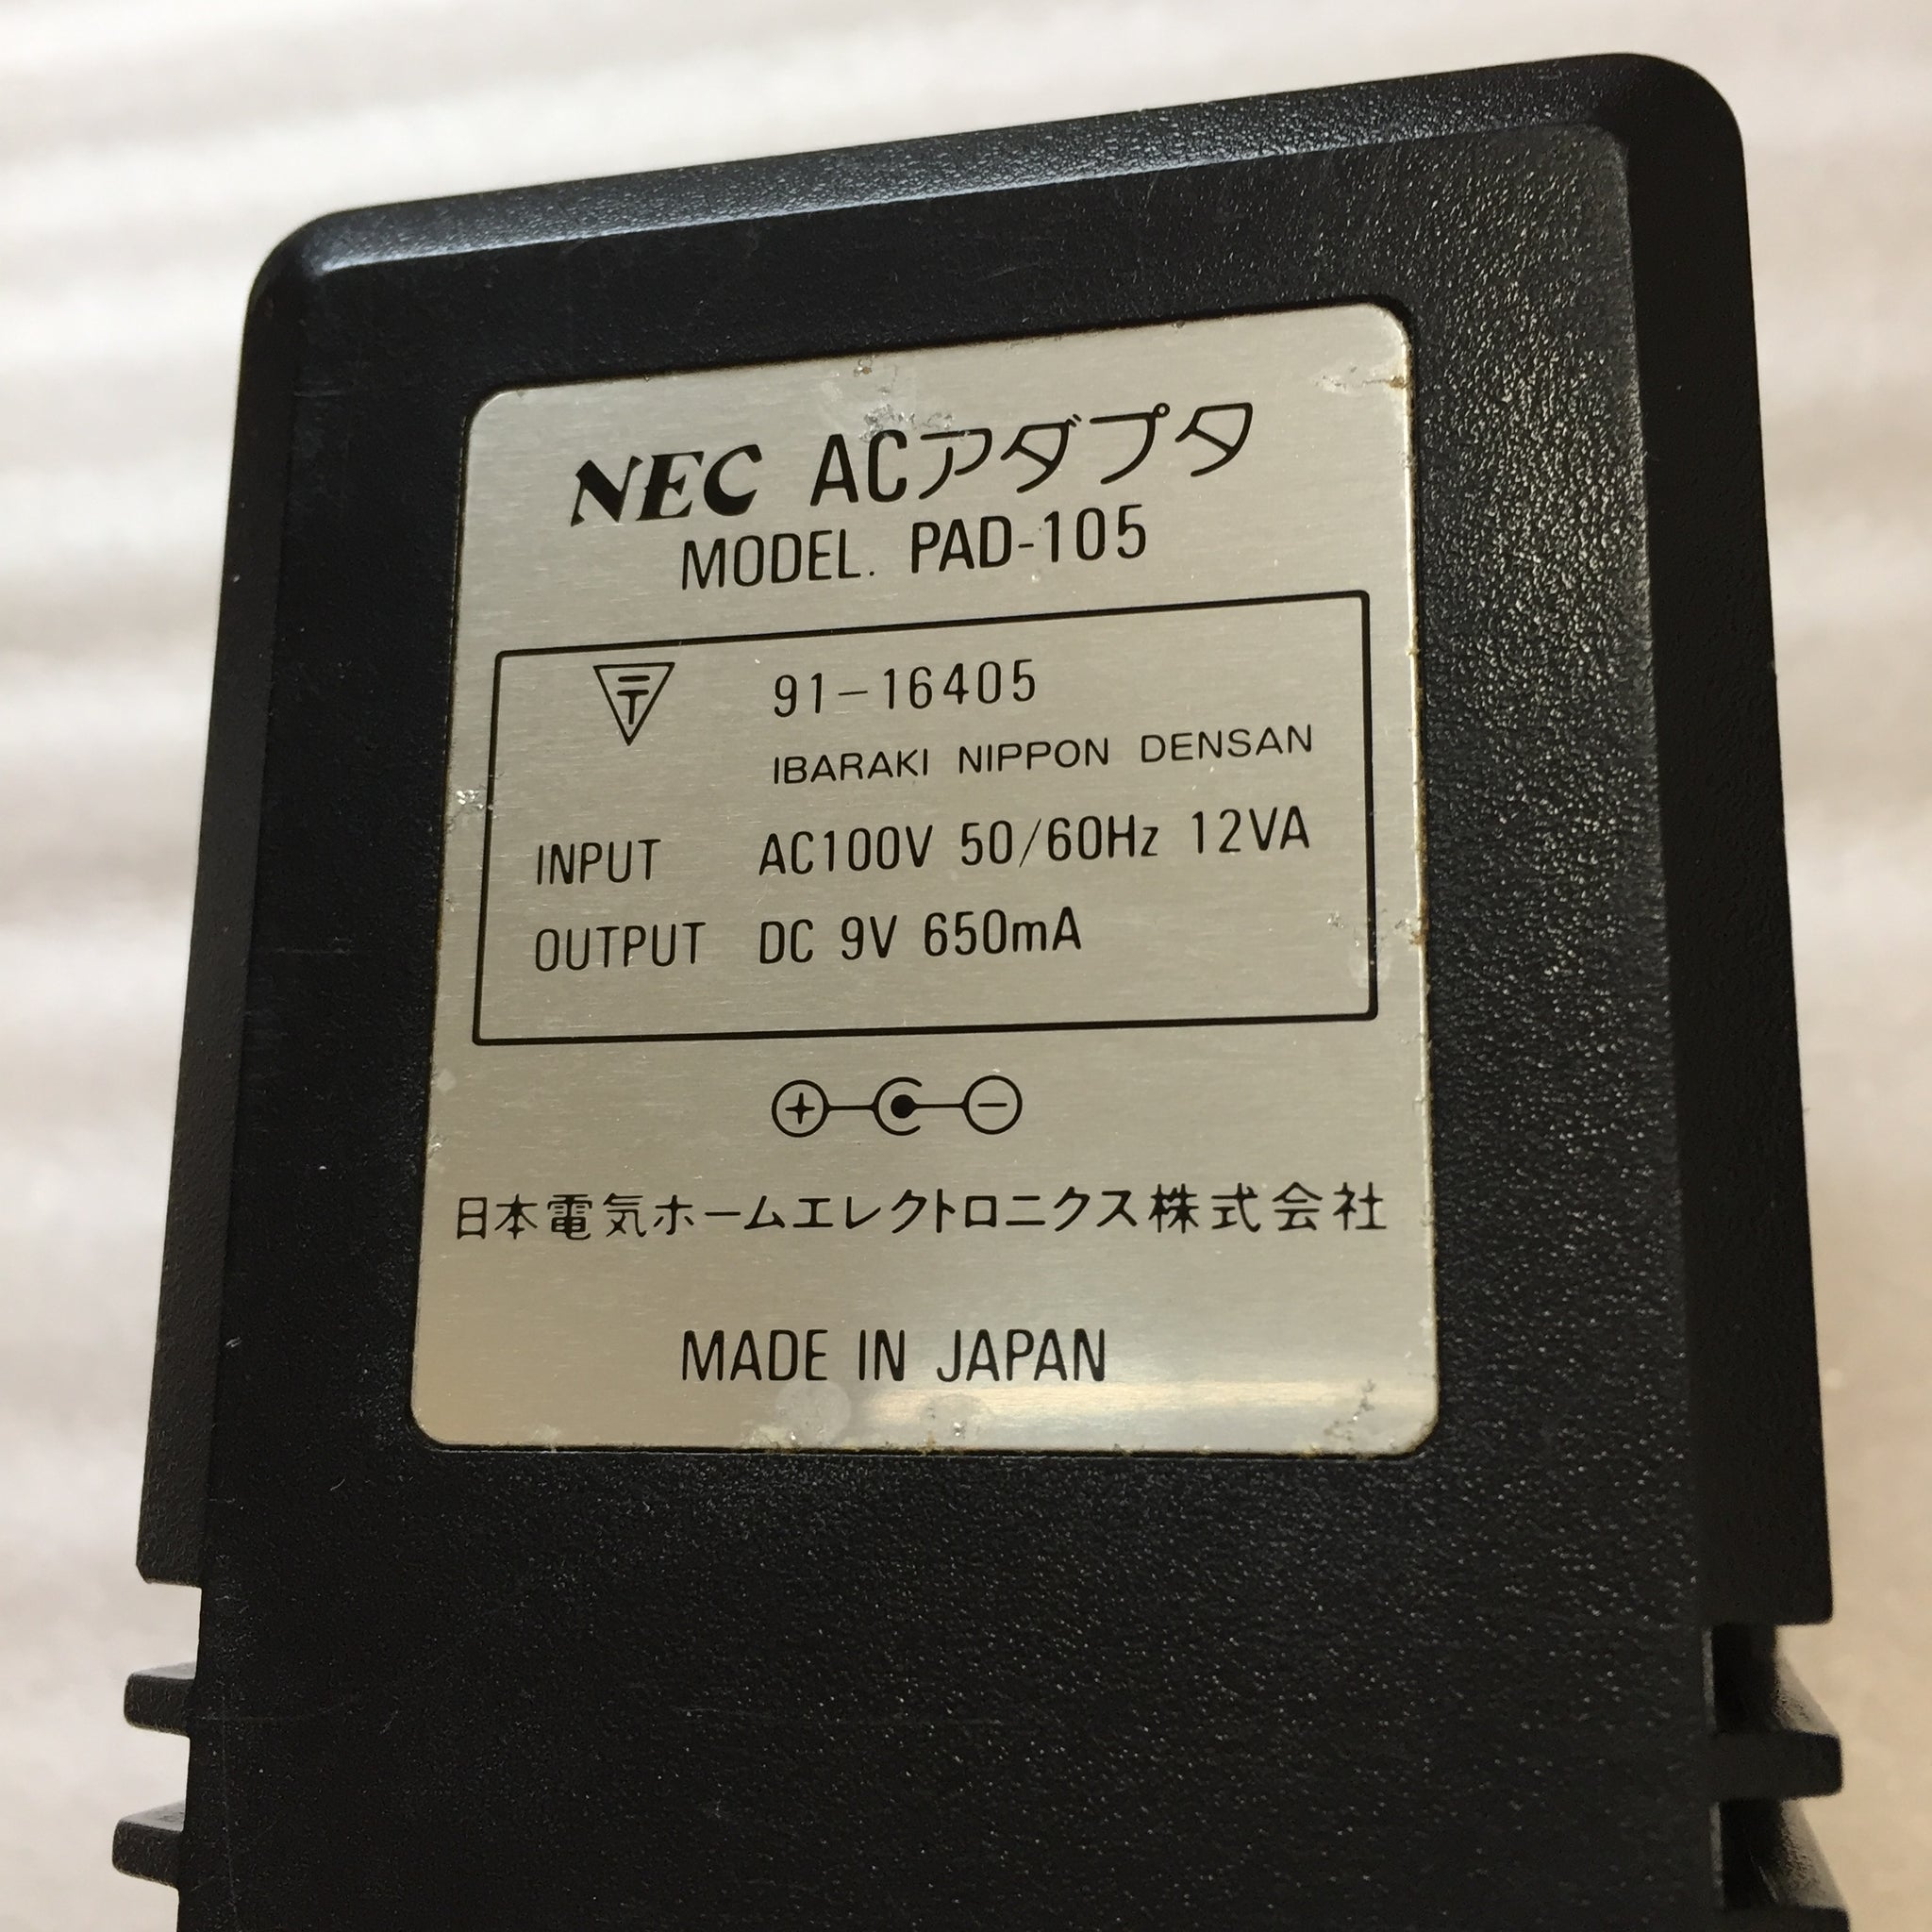 NEC ACアダプタ
MODEL. PAD-105
〒 91-16405
IBARAKI NIPPON DENSAN
INPUT AC100V 50/60Hz 12VA
OUTPUT DC 9V 650mA
日本電気ホームエレクトロニクス株式会社
MADE IN JAPAN